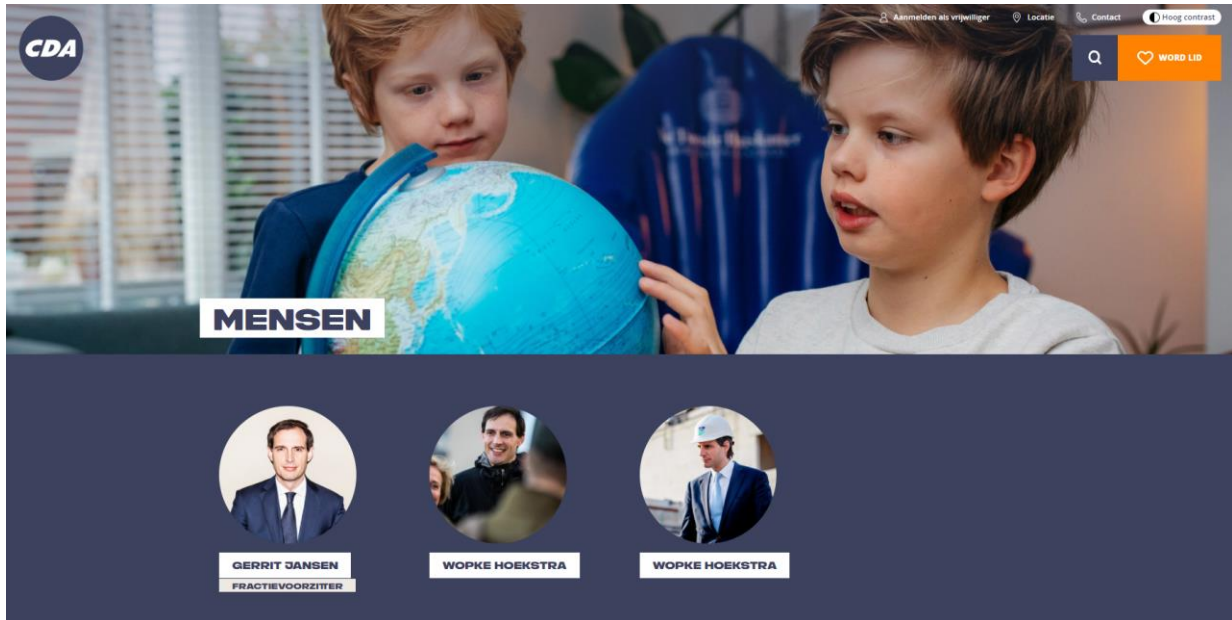 CDA
Aanmelden als vrijwilliger
Locatie
Contact
Hoog contrast
WORD LID
MENSEN
GERRIT JANSEN
FRACTIEVOORZITTER
WOPKE HOEKSTRA
WOPKE HOEKSTRA